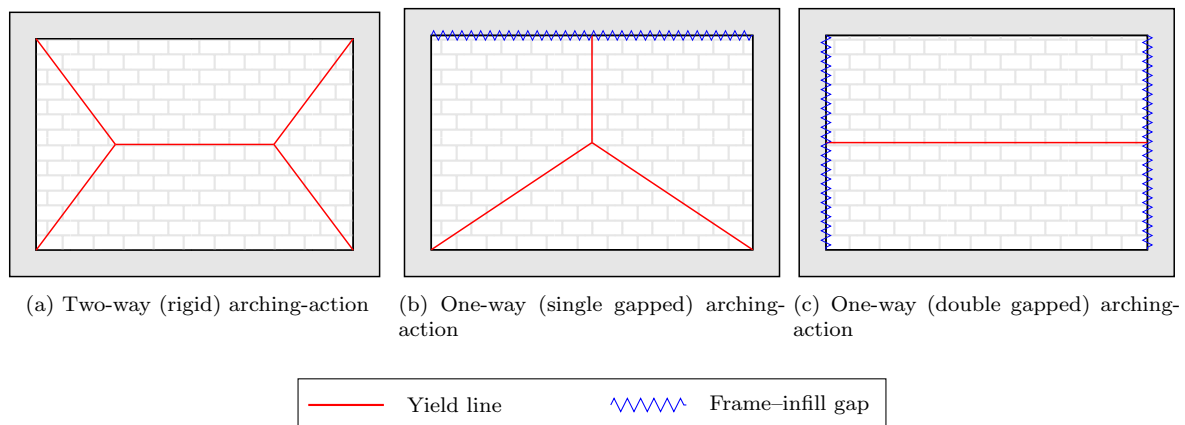 (a) Two-way (rigid) arching-action
(b) One-way (single gapped) arching-
action
(c) One-way (double gapped) arching-
action
Yield line
Frame–infill gap